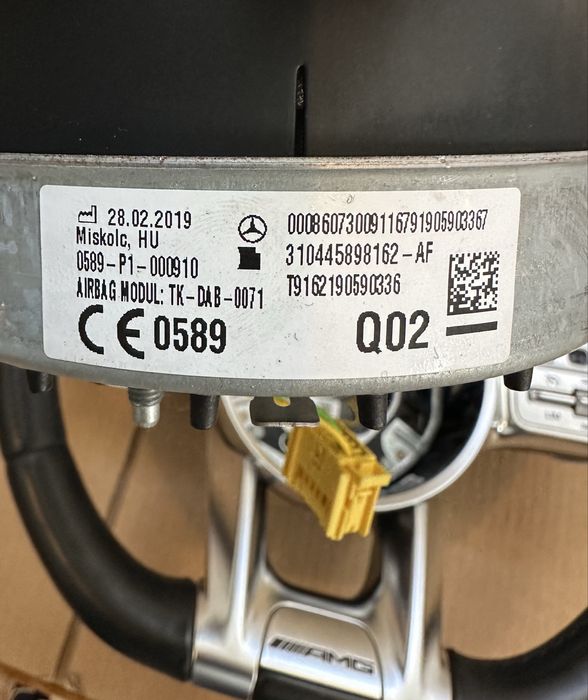 28.02.2019
Miskolc, HU
0589-P1-000910
AIRBAG MODUL: TK-DAB-0071
CE 0589
00086073009116791905903367
310445898162-AF
T9162190590336
Q02
AMG